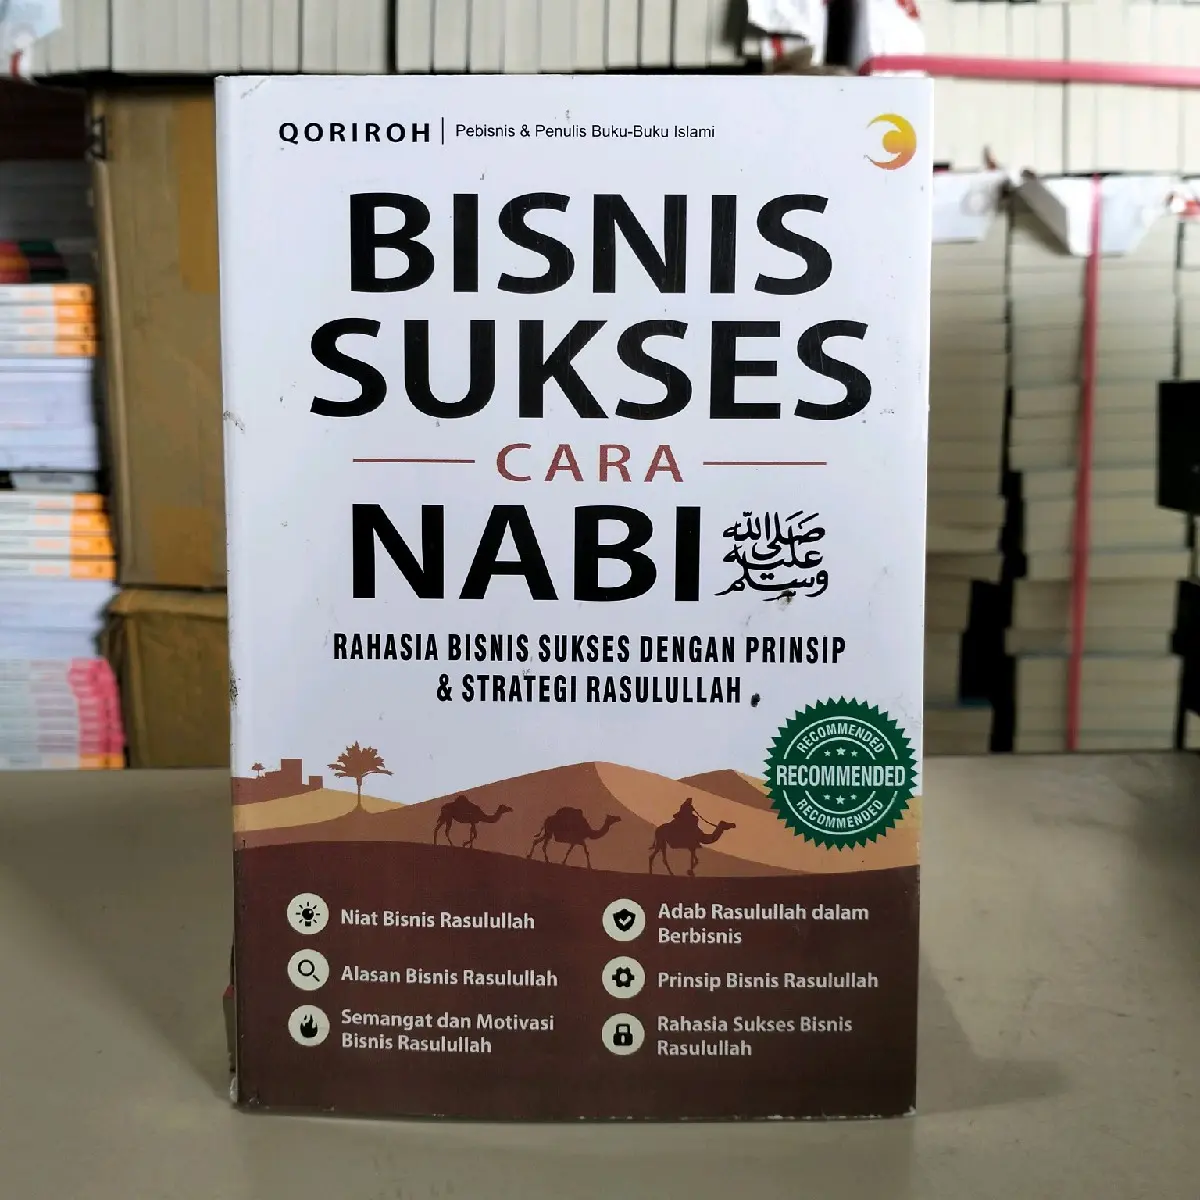 QORIROH | Pebisnis & Penulis Buku-Buku Islami
BISNIS
SUKSES
CARA
NABI صلى الله عليه وسلم
RAHASIA BISNIS SUKSES DENGAN PRINSIP
& STRATEGI RASULULLAH
RECOMMENDED
RECOMMENDED
RECOMMENDED
Niat Bisnis Rasulullah
Alasan Bisnis Rasulullah
Semangat dan Motivasi
Bisnis Rasulullah
Adab Rasulullah dalam
Berbisnis
Prinsip Bisnis Rasulullah
Rahasia Sukses Bisnis
Rasulullah